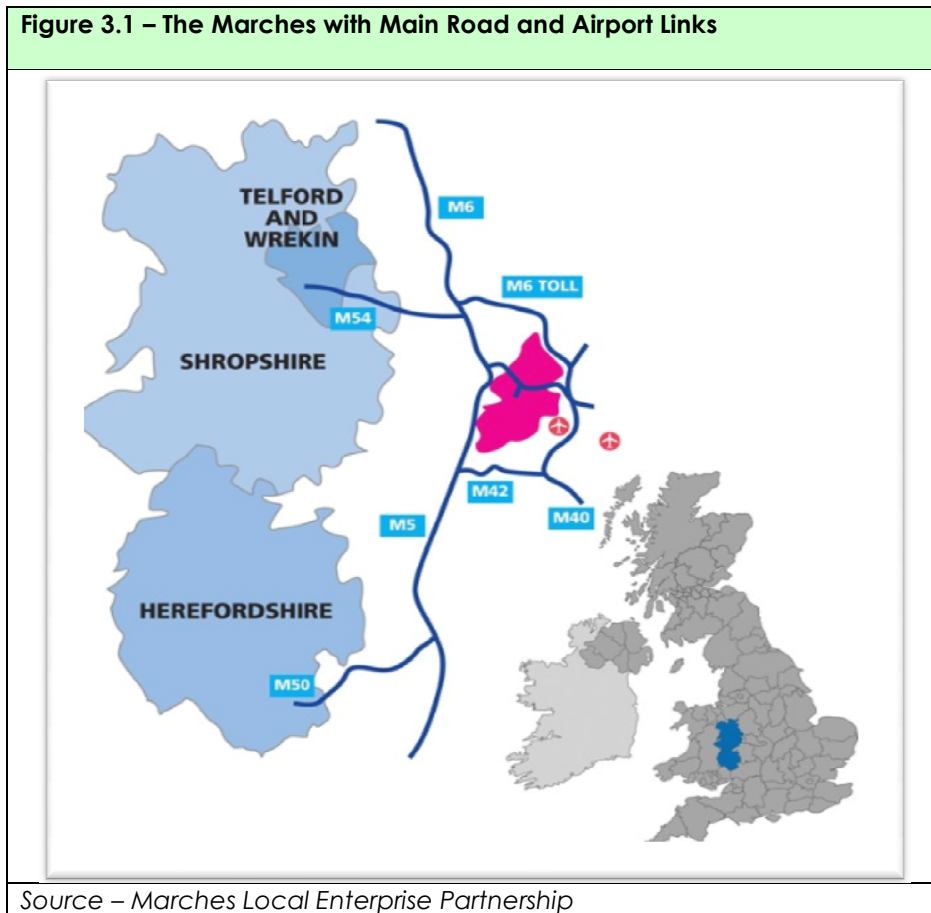 Figure 3.1 – The Marches with Main Road and Airport Links
TELFORD
AND
WREKIN
M6
M6 TOLL
M54
SHROPSHIRE
M42
M40
M5
HEREFORDSHIRE
M50
Source – Marches Local Enterprise Partnership